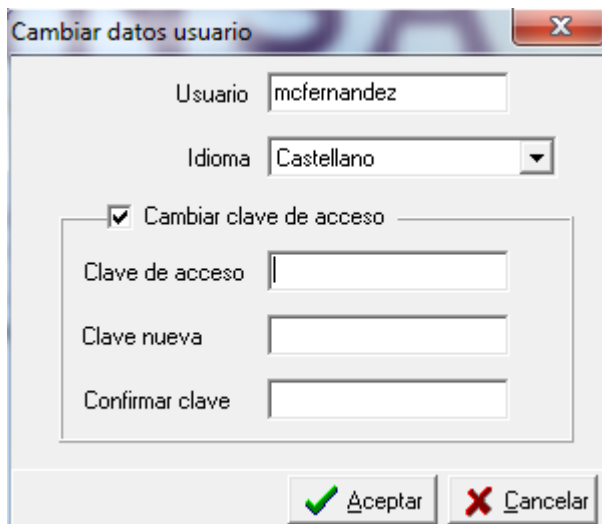 Cambiar datos usuario
Usuario mcfernandez
Idioma Castellano
Cambiar clave de acceso
Clave de acceso
Clave nueva
Confirmar clave
Aceptar Cancelar